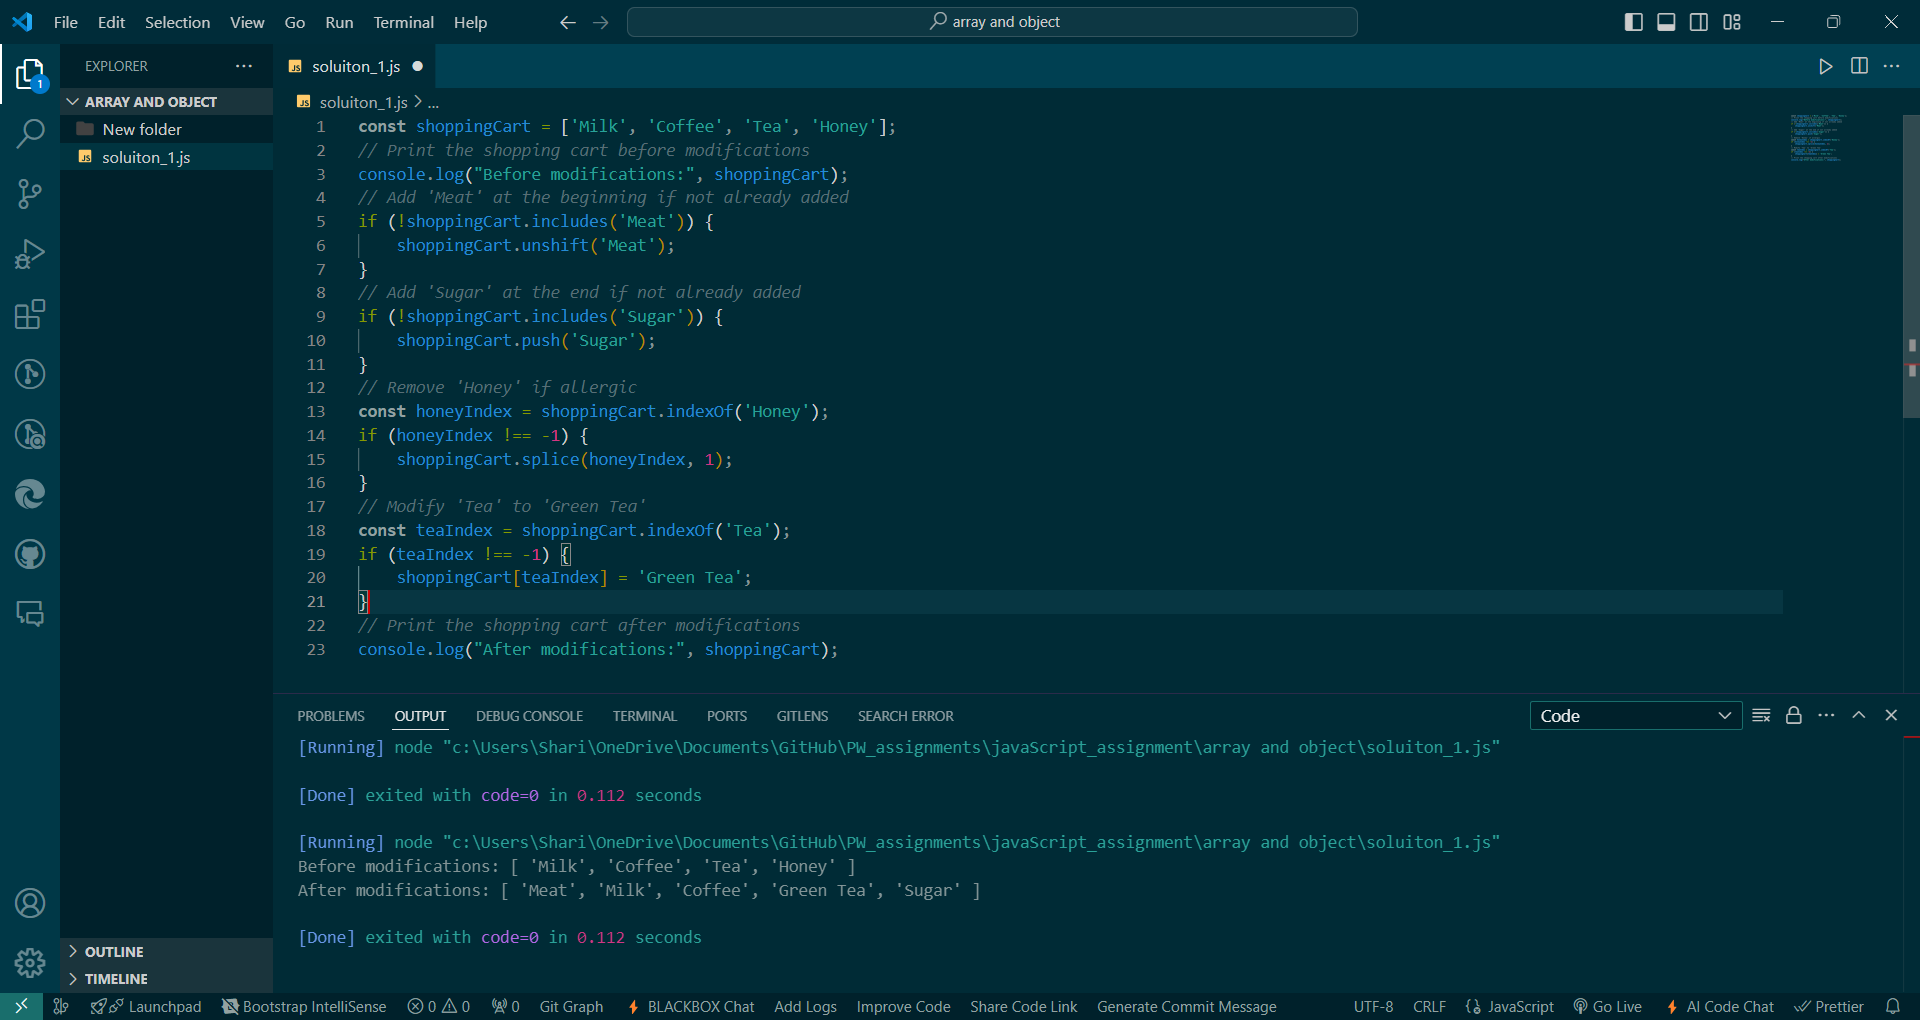 File Edit Selection View Go Run Terminal Help array and object
EXPLORER
ARRAY AND OBJECT
New folder
JS soluiton_1.js
1
JS soluiton_1.js
JS soluiton_1.js > ...
1 const shoppingCart = ['Milk', 'Coffee', 'Tea', 'Honey'];
2 // Print the shopping cart before modifications
3 console.log("Before modifications:", shoppingCart);
4 // Add 'Meat' at the beginning if not already added
5 if (!shoppingCart.includes('Meat')) {
6 shoppingCart.unshift('Meat');
7 }
8 // Add 'Sugar' at the end if not already added
9 if (!shoppingCart.includes('Sugar')) {
10 shoppingCart.push('Sugar');
11 }
12 // Remove 'Honey' if allergic
13 const honeyIndex = shoppingCart.indexOf('Honey');
14 if (honeyIndex !== -1) {
15 shoppingCart.splice(honeyIndex, 1);
16 }
17 // Modify 'Tea' to 'Green Tea'
18 const teaIndex = shoppingCart.indexOf('Tea');
19 if (teaIndex !== -1) {
20 shoppingCart[teaIndex] = 'Green Tea';
21 }
22 // Print the shopping cart after modifications
23 console.log("After modifications:", shoppingCart);
PROBLEMS OUTPUT DEBUG CONSOLE TERMINAL PORTS GITLENS SEARCH ERROR Code
[Running] node "c:\Users\Shari\OneDrive\Documents\GitHub\PW_assignments\javaScript_assignment\array and object\soluiton_1.js"
[Done] exited with code=0 in 0.112 seconds
[Running] node "c:\Users\Shari\OneDrive\Documents\GitHub\PW_assignments\javaScript_assignment\array and object\soluiton_1.js"
Before modifications: [ 'Milk', 'Coffee', 'Tea', 'Honey' ]
After modifications: [ 'Meat', 'Milk', 'Coffee', 'Green Tea', 'Sugar' ]
[Done] exited with code=0 in 0.112 seconds
OUTLINE
TIMELINE
Launchpad Bootstrap IntelliSense 0 0 0 Git Graph BLACKBOX Chat Add Logs Improve Code Share Code Link Generate Commit Message UTF-8 CRLF JavaScript Go Live AI Code Chat Prettier